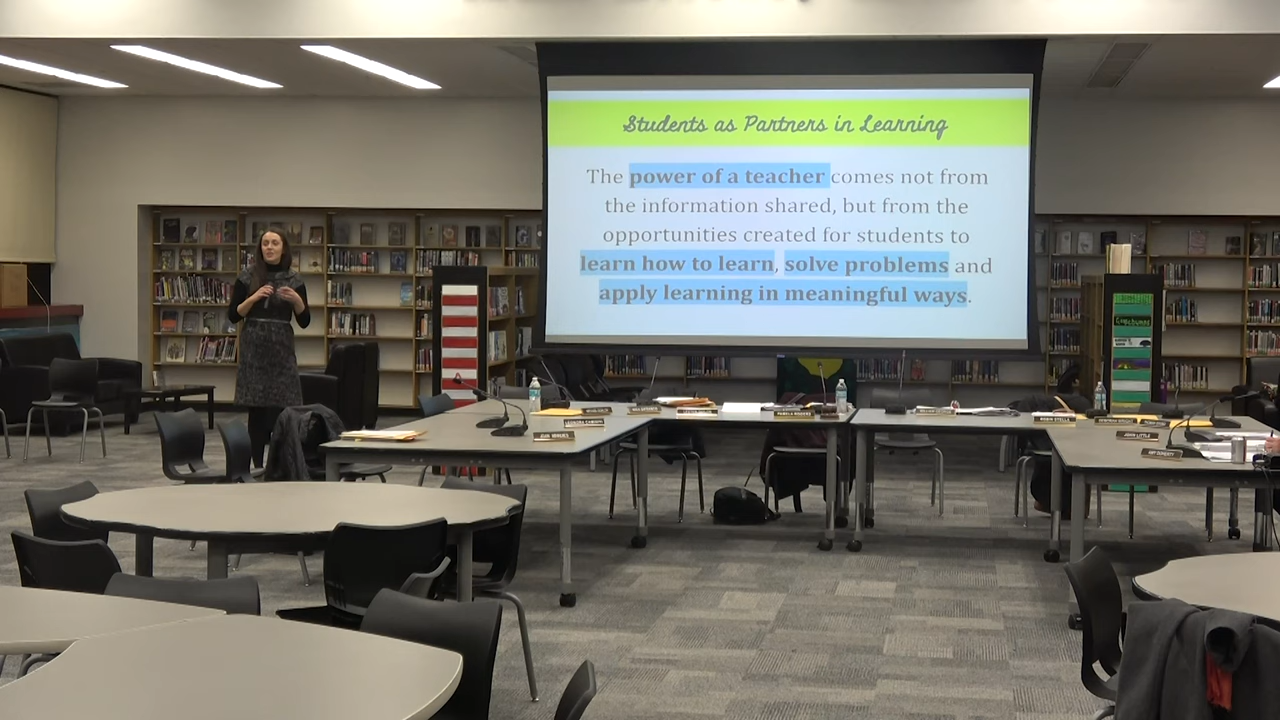 Students as Partners in Learning
The power of a teacher comes not from
the information shared, but from the
opportunities created for students to
learn how to learn, solve problems and
apply learning in meaningful ways.